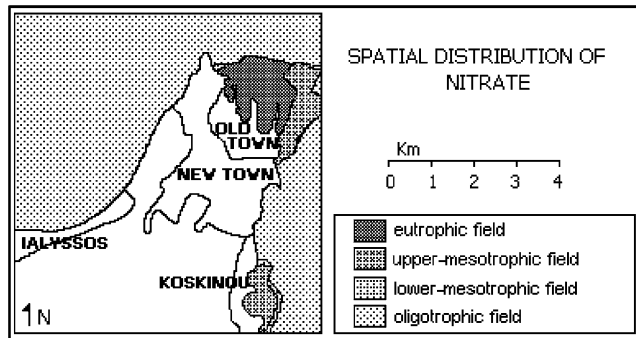 SPATIAL DISTRIBUTION OF
NITRATE
OLD
TOWN
NEW TOWN
IALYSSOS
KOSKINOU
N
Km
0 1 2 3 4
eutrophic field
upper-mesotrophic field
lower-mesotrophic field
oligotrophic field